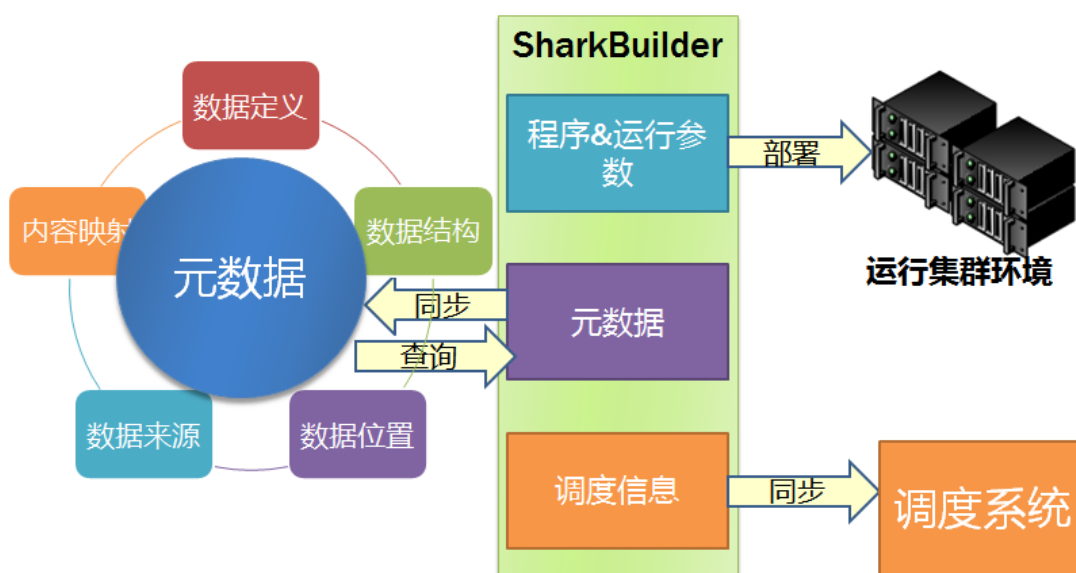 SharkBuilder
数据定义
内容映射
数据结构
元数据
数据来源
数据位置
同步
查询
程序&运行参
数
部署
运行集群环境
元数据
调度信息
同步
调度系统